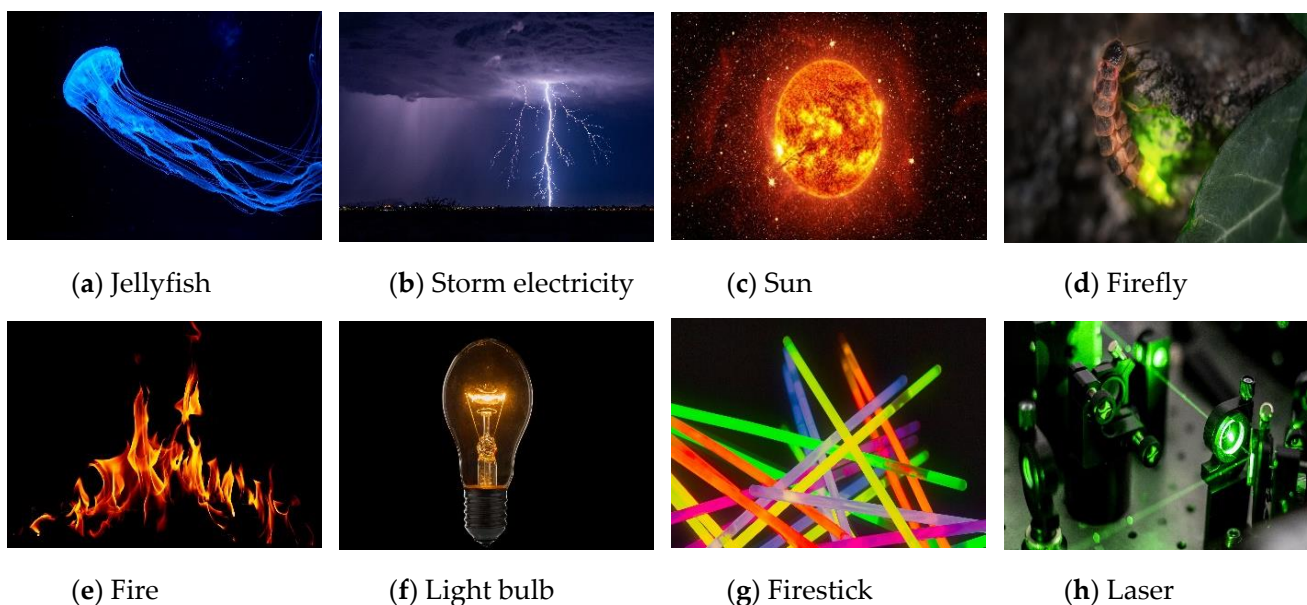 (a) Jellyfish
(b) Storm electricity
(c) Sun
(d) Firefly
(e) Fire
(f) Light bulb
(g) Firestick
(h) Laser